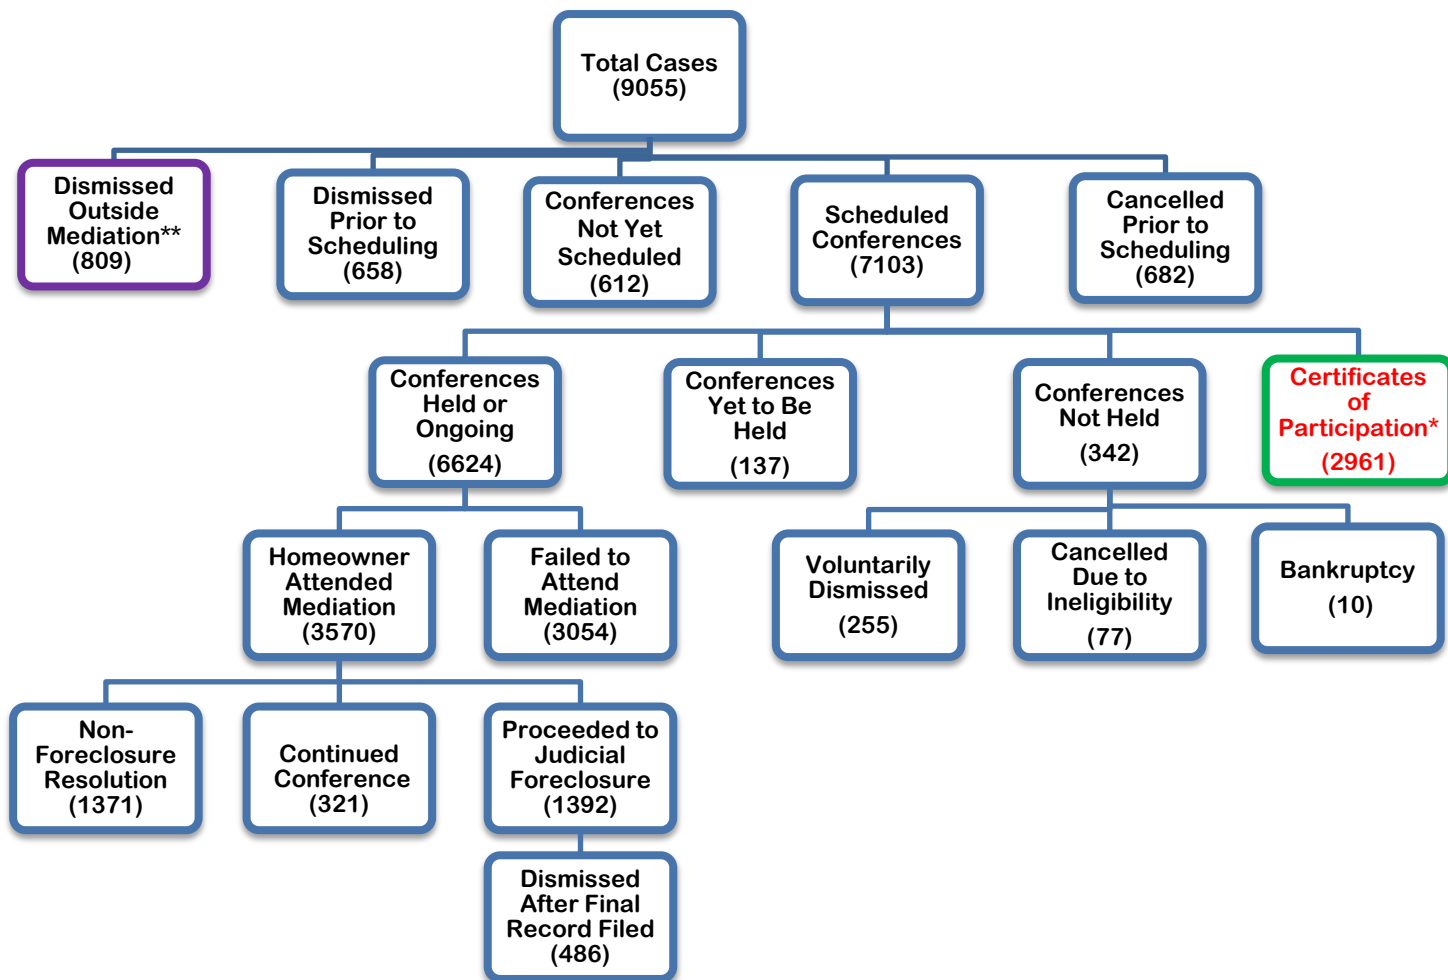 Total Cases
(9055)
Dismissed
Outside
Mediation**
(809)
Dismissed
Prior to
Scheduling
(658)
Conferences
Not Yet
Scheduled
(612)
Scheduled
Conferences
(7103)
Cancelled
Prior to
Scheduling
(682)
Conferences
Held or
Ongoing
(6624)
Conferences
Yet to Be
Held
(137)
Conferences
Not Held
(342)
Certificates
of
Participation*
(2961)
Homeowner
Attended
Mediation
(3570)
Failed to
Attend
Mediation
(3054)
Voluntarily
Dismissed
(255)
Cancelled
Due to
Ineligibility
(77)
Bankruptcy
(10)
Non-
Foreclosure
Resolution
(1371)
Continued
Conference
(321)
Proceeded to
Judicial
Foreclosure
(1392)
Dismissed
After Final
Record Filed
(486)